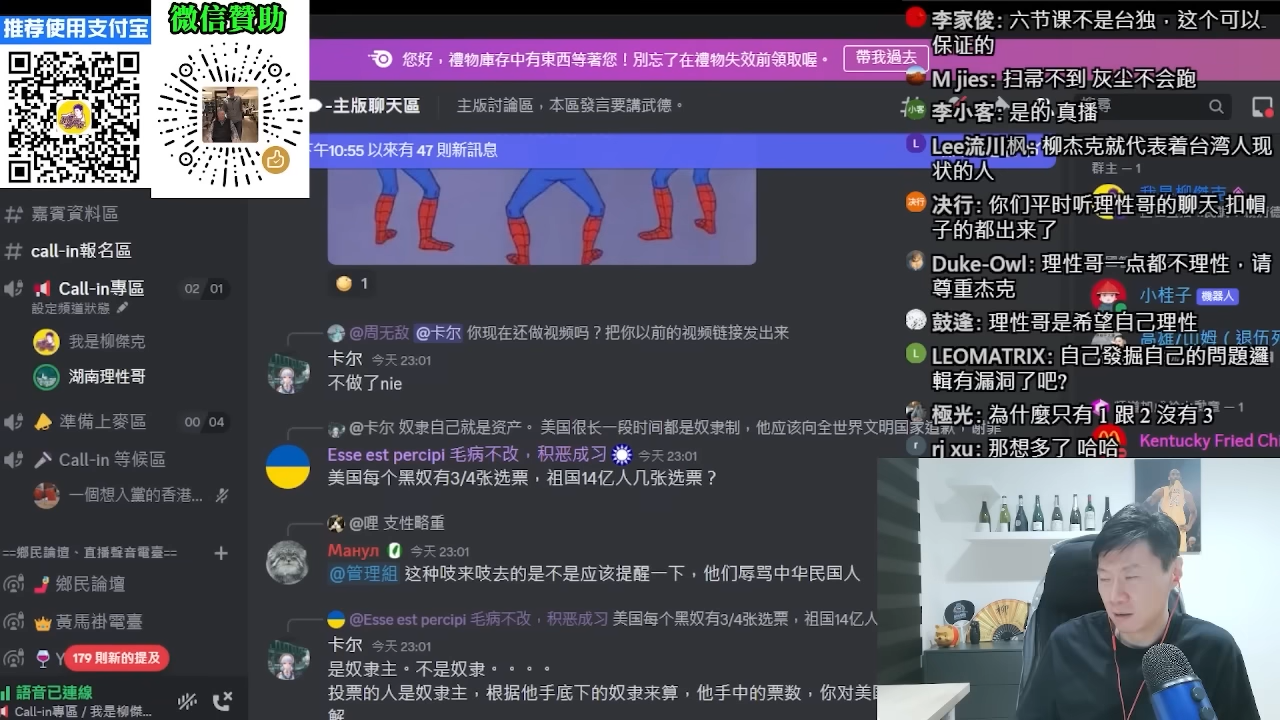 推荐使用支付宝
微信贊助
您好，禮物庫存中有東西等著您！別忘了在禮物失效前領取喔。
帶我過去
-主版聊天區
主版討論區，本區發言要講武德。
午10:55 以來有 47 則新訊息
嘉賓資料區
call-in報名區
Call-in專區
02 01
設定頻道狀態
我是柳傑克
湖南理性哥
準備上麥區
00 04
Call-in 等候區
一個想入黨的香港...
==鄉民論壇、直播聲音電臺==
鄉民論壇
黃馬褂電臺
Y
179 則新的提及
語音已連線
Call-in專區 / 我是柳傑...
1
@周无敌 @卡尔 你现在还做视频吗？把你以前的视频链接发出来
卡尔 今天 23:01
不做了nie
@卡尔 奴隶自己就是资产。 美国很长一段时间都是奴隶制，他应该向全世界文明国家道歉，谢罪
Esse est percipi 毛病不改，积恶成习 今天 23:01
美国每个黑奴有3/4张选票，祖国14亿人几张选票？
@哩 支性略重
Манул 今天 23:01
@管理組 这种吱来吱去的是不是应该提醒一下，他们辱骂中华民国人
@Esse est percipi 毛病不改，积恶成习 美国每个黑奴有3/4张选票，祖国14亿人
卡尔 今天 23:01
是奴隶主。不是奴隶。。。。
投票的人是奴隶主，根据他手底下的奴隶来算，他手中的票数，你对美国
解
李家俊: 六节课不是台独，这个可以
保证的
M jies: 扫帚不到 灰尘不会跑
小客
李小客: 是的 真播
L
Lee流川枫: 柳杰克就代表着台湾人现
状的人
群主 — 1
我是柳傑克
决行
决行: 你们平时听理性哥的聊天 扣帽
子的都出来了
Duke-Owl: 理性哥一点都不理性，请
尊重杰克
小桂子 機器人
鼓逢: 理性哥是希望自己理性
L
LEOMATRIX: 自己發掘自己的問題邏
輯有漏洞了吧?
極光: 為什麼只有 1 跟 2 沒有 3
Kentucky Fried Ch
r
rj xu: 那想多了 哈哈